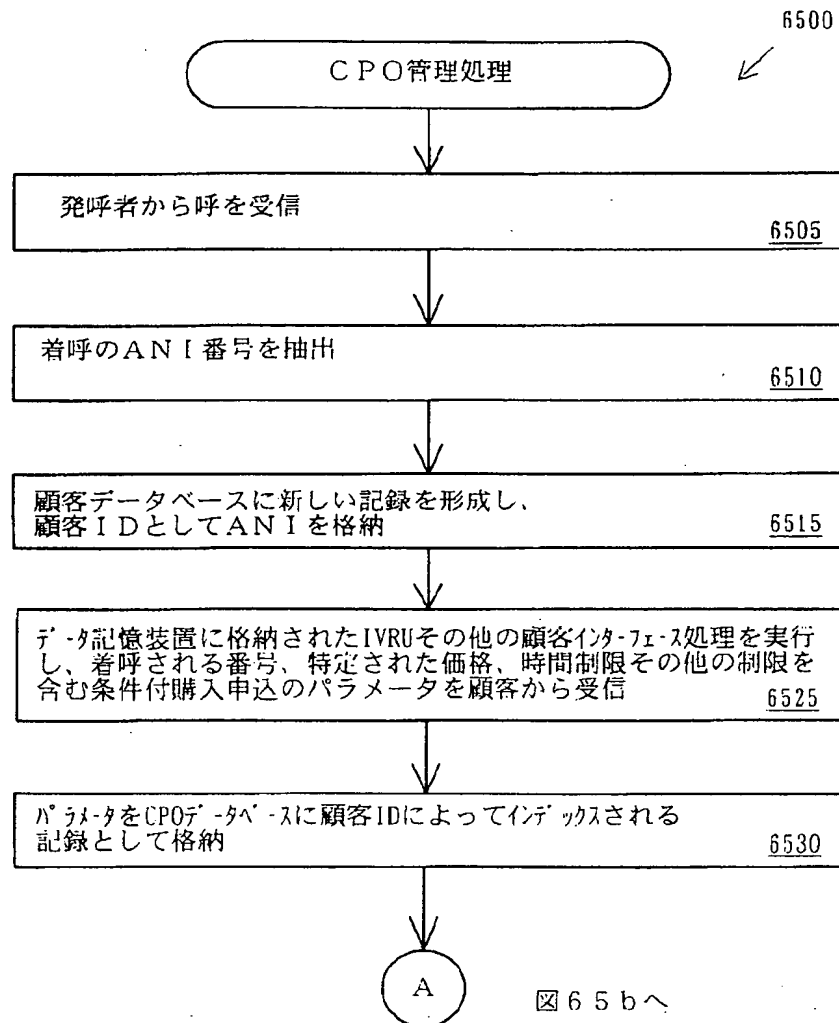 6500
CPO管理処理
発呼者から呼を受信
6505
着呼のANI番号を抽出
6510
顧客データベースに新しい記録を形成し、
顧客IDとしてANIを格納
6515
データ記憶装置に格納されたIVRUその他の顧客インターフェース処理を実行
し、着呼される番号、特定された価格、時間制限その他の制限を
含む条件付購入申込のパラメータを顧客から受信
6525
パラメータをCPOデータベースに顧客IDによってインデックスされる
記録として格納
6530
A
図65bへ